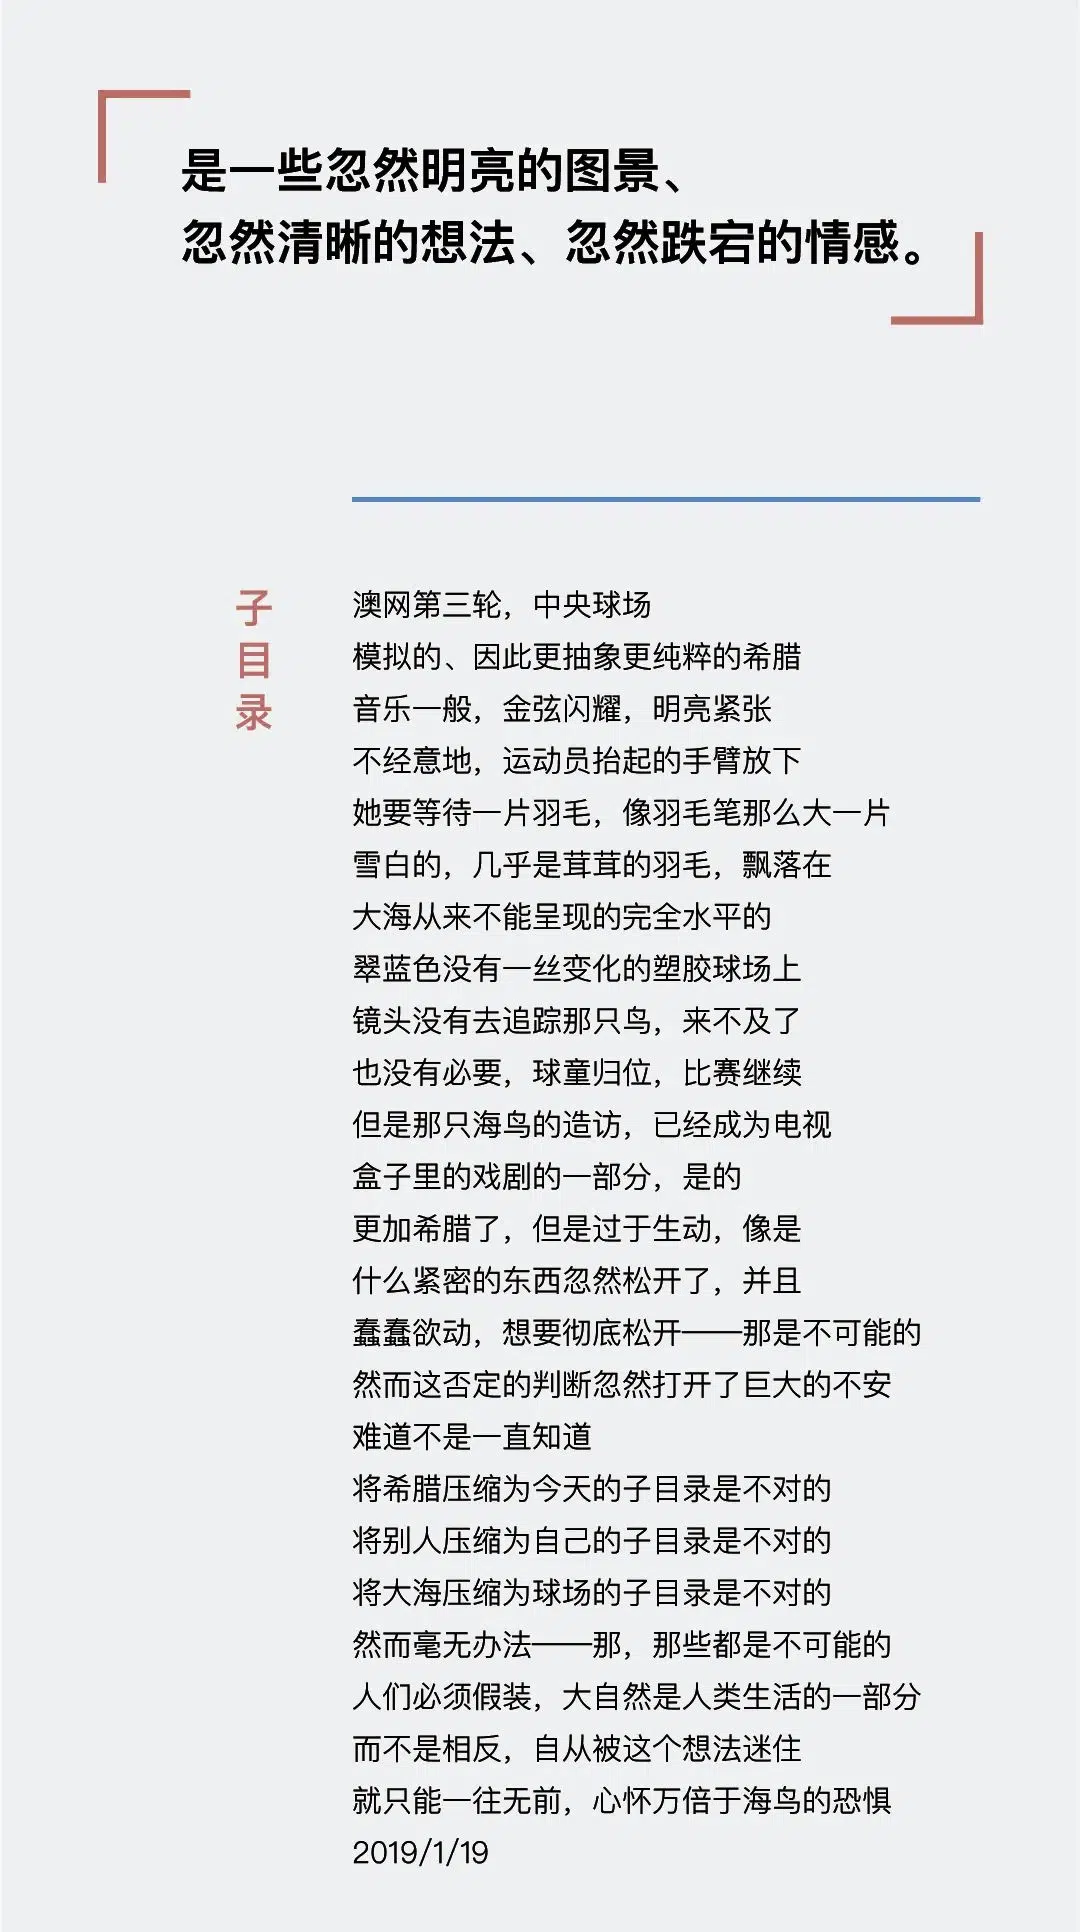 是一些忽然明亮的图景、
忽然清晰的想法、忽然跌宕的情感。
子目录
澳网第三轮，中央球场
模拟的、因此更抽象更纯粹的希腊
音乐一般，金弦闪耀，明亮紧张
不经意地，运动员抬起的手臂放下
她要等待一片羽毛，像羽毛笔那么大一片
雪白的，几乎是茸茸的羽毛，飘落在
大海从来不能呈现的完全水平的
翠蓝色没有一丝变化的塑胶球场上
镜头没有去追踪那只鸟，来不及了
也没有必要，球童归位，比赛继续
但是那只海鸟的造访，已经成为电视
盒子里的戏剧的一部分，是的
更加希腊了，但是过于生动，像是
什么紧密的东西忽然松开了，并且
蠢蠢欲动，想要彻底松开——那是不可能的
然而这否定的判断忽然打开了巨大的不安
难道不是一直知道
将希腊压缩为今天的子目录是不对的
将别人压缩为自己的子目录是不对的
将大海压缩为球场的子目录是不对的
然而毫无办法——那，那些都是不可能的
人们必须假装，大自然是人类生活的一部分
而不是相反，自从被这个想法迷住
就只能一往无前，心怀万倍于海鸟的恐惧
2019/1/19